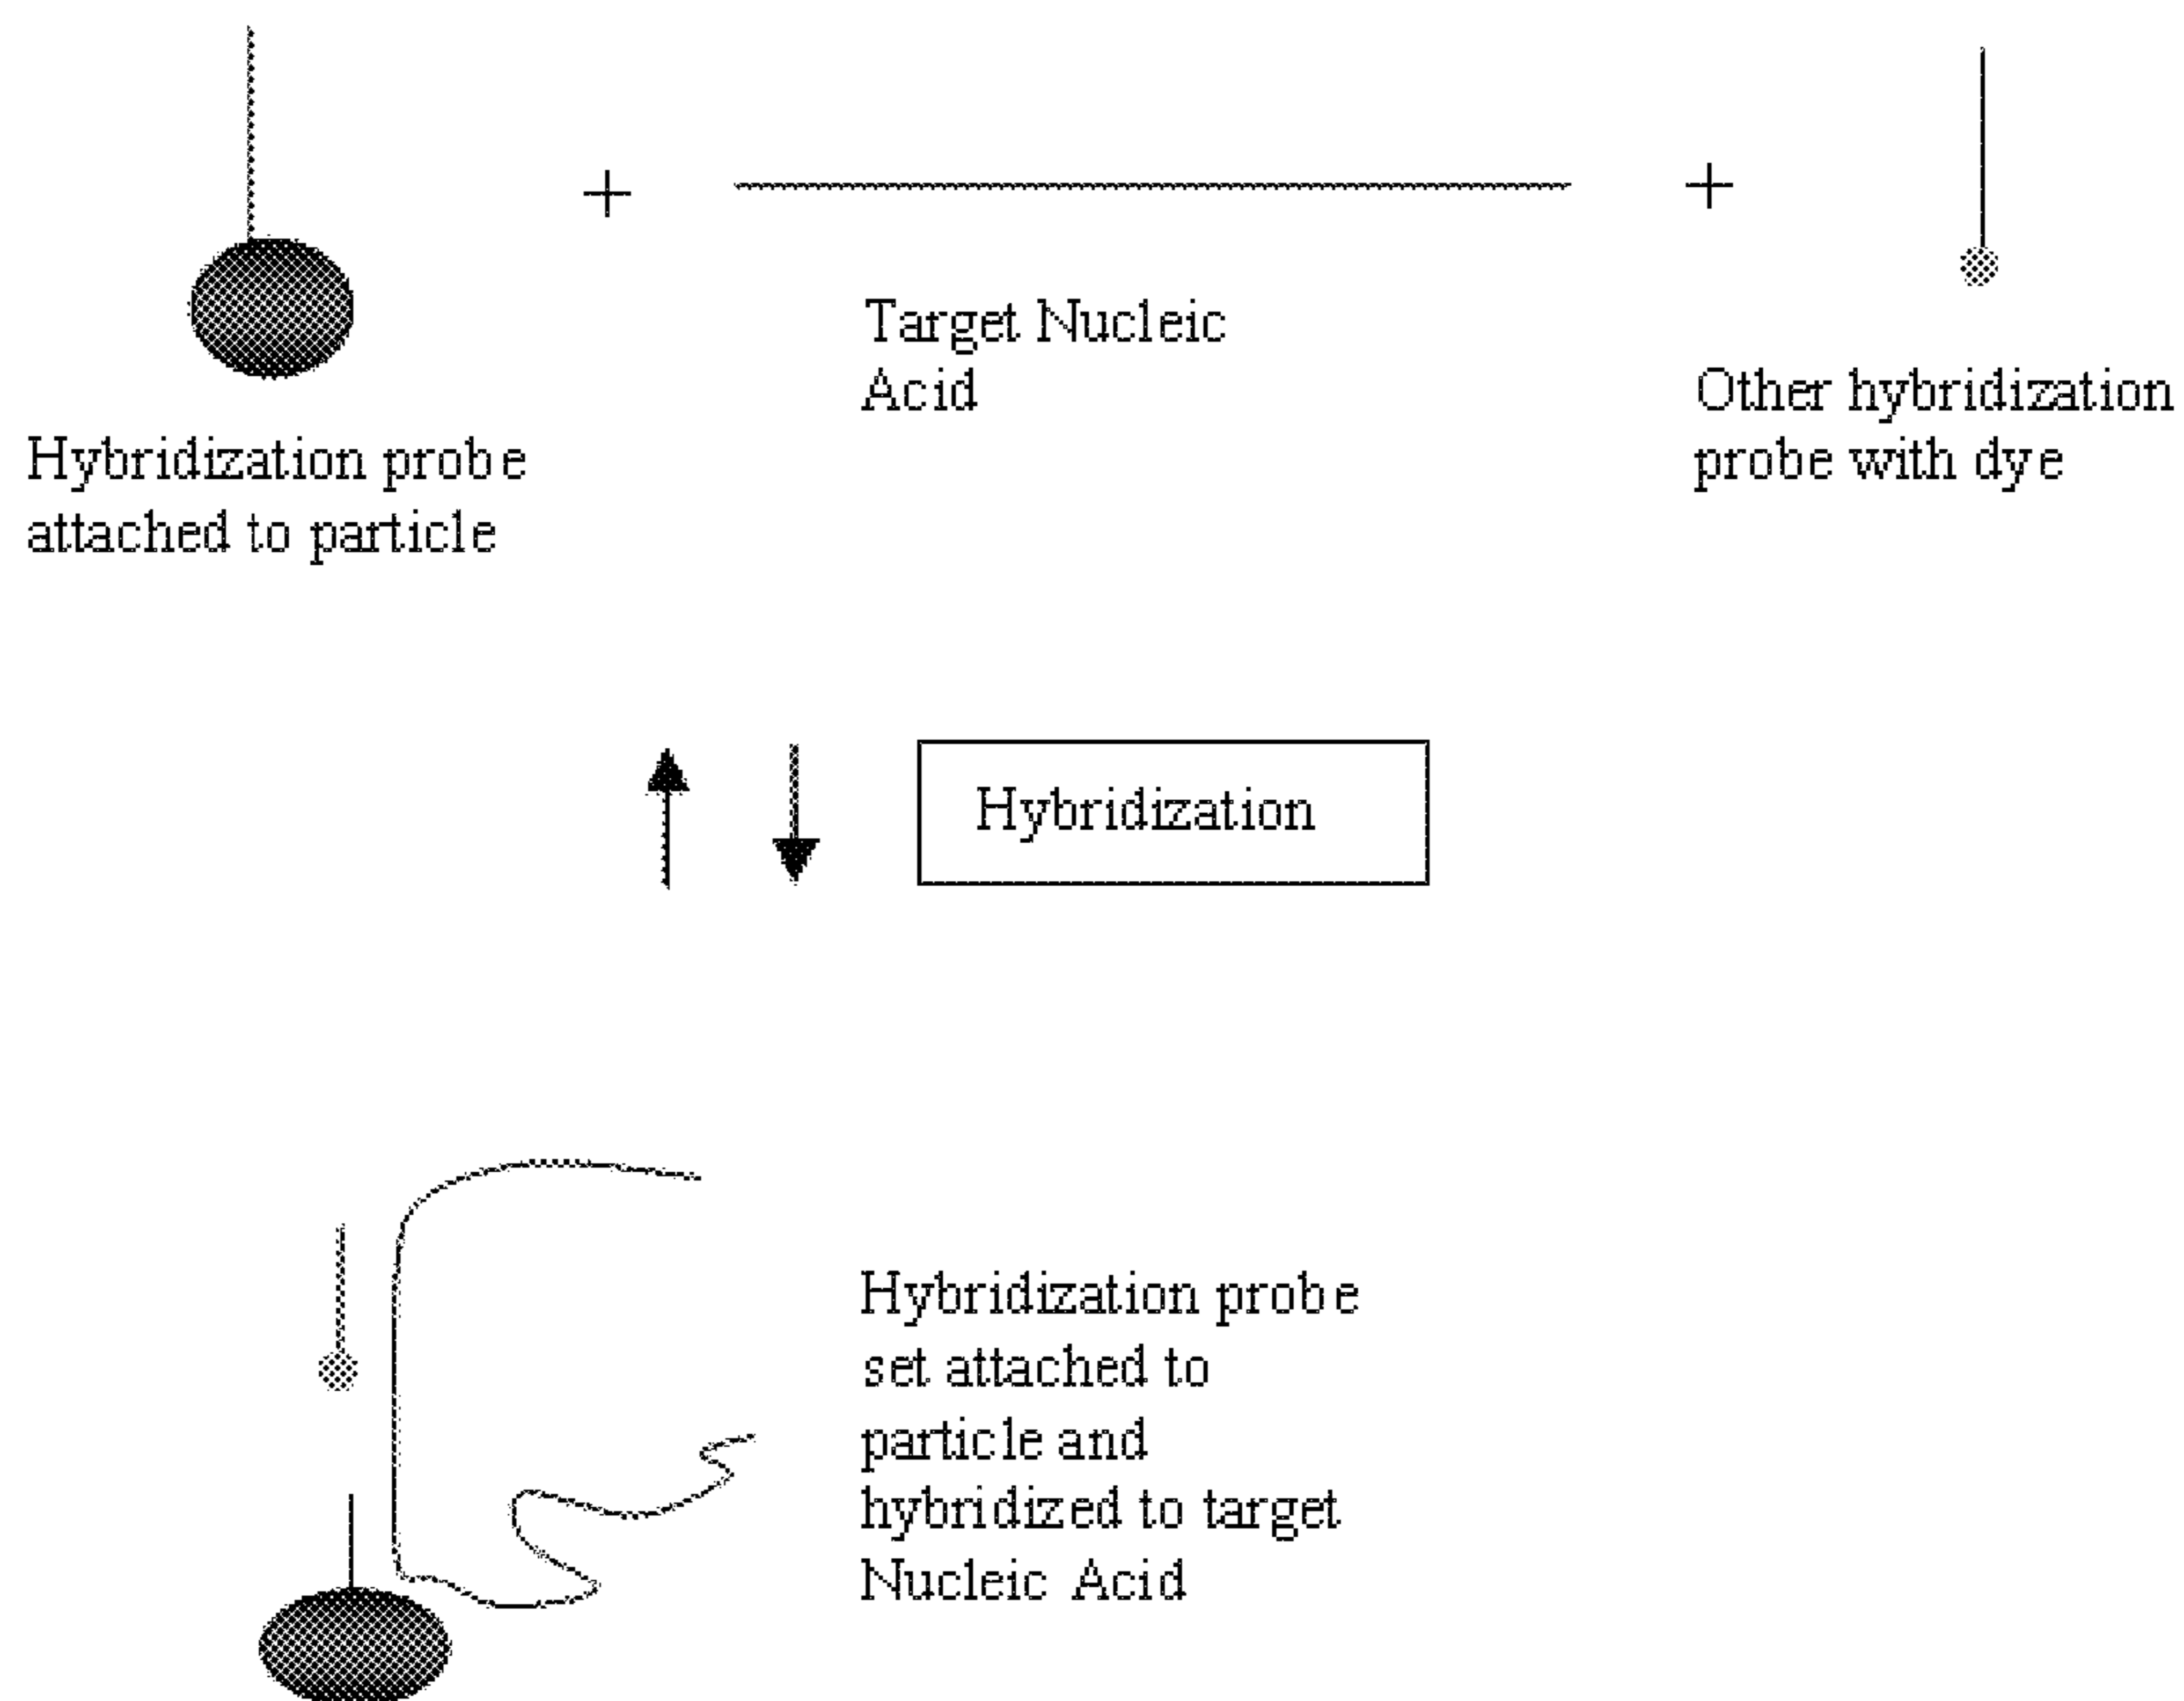 +
+
Target Nucleic
Acid
Other hybridization
probe with dye
Hybridization probe
attached to particle
Hybridization
Hybridization probe
set attached to
particle and
hybridized to target
Nucleic Acid